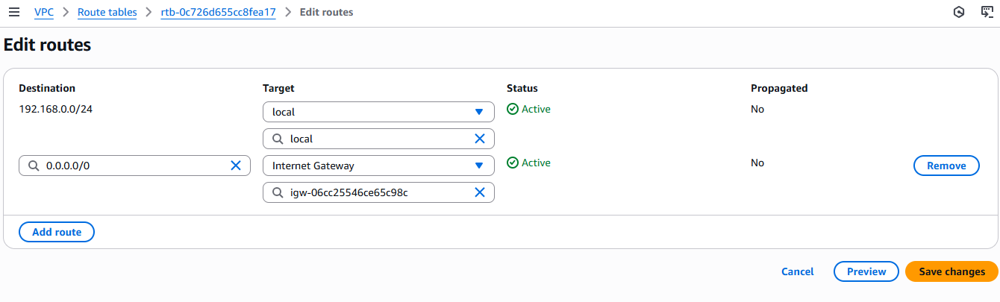 VPC > Route tables > rtb-0c726d655cc8fea17 > Edit routes
Edit routes
Destination Target Status Propagated
192.168.0.0/24 local Active No
local
0.0.0.0/0 Internet Gateway Active No Remove
igw-06cc25546ce65c98c
Add route
Cancel Preview Save changes